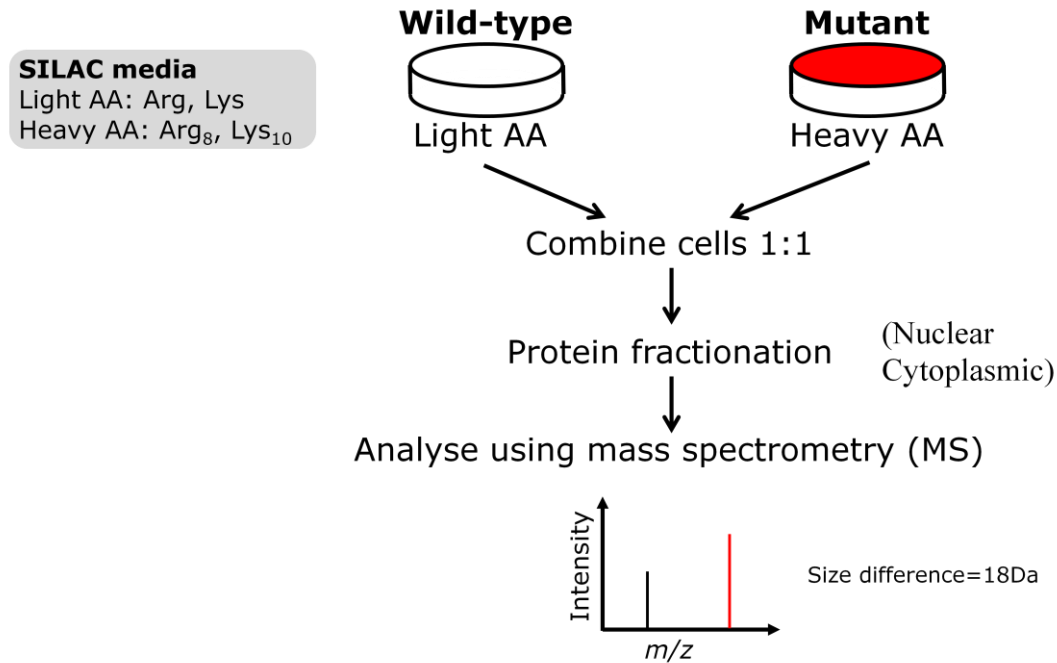 Wild-type
Mutant
SILAC media
Light AA: Arg, Lys
Heavy AA: Arg₈, Lys₁₀
Light AA
Heavy AA
Combine cells 1:1
Protein fractionation
(Nuclear
Cytoplasmic)
Analyse using mass spectrometry (MS)
Intensity
m/z
Size difference=18Da